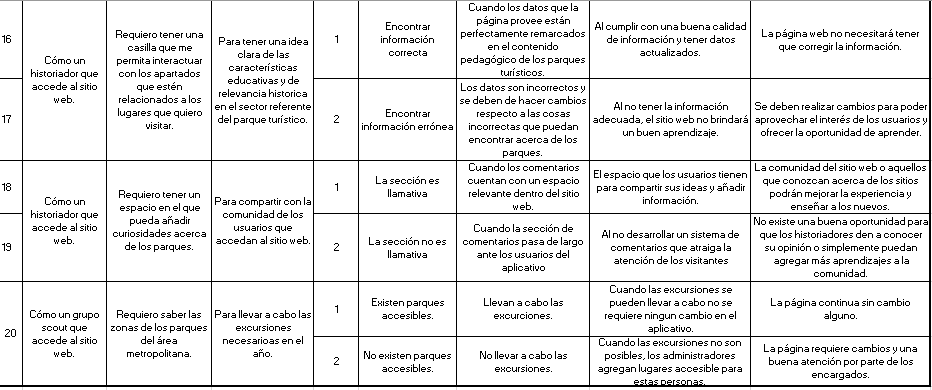 16
17
Cómo un
historiador que
accede al sitio
web.
Requiero tener una
casilla que me
permita interactuar
con los apartados
que estén
relacionados a los
lugares que quiero
visitar.
Para tener una idea
clara de las
características
educativas y de
relevancia historica
en el sector referente
del parque turístico.
1
Encontrar
información
correcta
Cuando los datos que la
página provee están
perfectamente remarcados
en el contenido
pedagógico de los parques
turísticos.
Al cumplir con una buena calidad
de información y tener datos
actualizados.
La página web no necesitará tener
que corregir la información.
2
Encontrar
información errónea
Los datos son incorrectos y
se deben de hacer cambios
respecto a las cosas
incorrectas que puedan
encontrar acerca de los
parques.
Al no tener la información
adecuada, el sitio web no brindará
un buen aprendizaje.
Se deben realizar cambios para poder
aprovechar el interés de los usuarios y
ofrecer la oportunidad de aprender.
18
19
Cómo un
historiador que
accede al sitio
web.
Requiero tener un
espacio en el que
pueda añadir
curiosidades acerca
de los parques.
Para compartir con la
comunidad de los
usuarios que
accedan al sitio web.
1
La sección es
llamativa
Cuando los comentarios
cuentan con un espacio
relevante dentro del sitio
web.
El espacio que los usuarios tienen
para compartir sus ideas y añadir
información.
La comunidad del sitio web o aquellos
que conozcan acerca de los sitios
podrán mejorar la experiencia y
enseñar a los nuevos.
2
La sección no es
llamativa
Cuando la sección de
comentarios pasa de largo
ante los usuarios del
aplicativo
Al no desarrollar un sistema de
comentarios que atraiga la
atención de los visitantes
No existe una buena oportunidad para
que los historiadores den a conocer
su opinión o simplemente puedan
agregar más aprendizajes a la
comunidad.
20
Cómo un grupo
scout que
accede al sitio
web.
Requiero saber las
zonas de los parques
del área
metropolitana.
Para llevar a cabo las
excursiones
necesarioas en el
año.
1
Existen parques
accesibles.
Llevan a cabo las
excurciones.
Cuando las excursiones se
pueden llevar a cabo no se
requiere ningun cambio en el
aplicativo.
La página continua sin cambio
alguno.
2
No existen parques
accesibles.
No llevar a cabo las
excursiones.
Cuando las excursiones no son
posibles, los administradores
agregan lugares accesible para
estas personas.
La página requiere cambios y una
buena atención por parte de los
encargados.